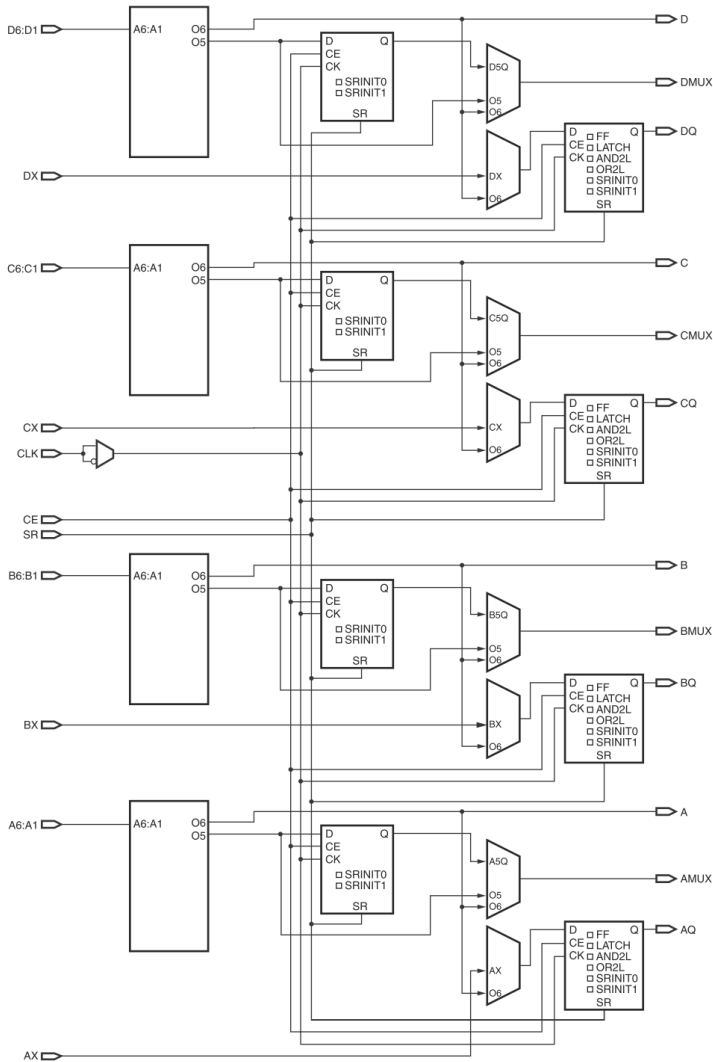 D6:D1
A6:A1
O6
O5
D
D Q
CE
CK
SRINIT0
SRINIT1
SR
D5Q
O5
O6
DMUX
DX
DX
O6
D Q
CE
CK
FF
LATCH
AND2L
OR2L
SRINIT0
SRINIT1
SR
DQ
C6:C1
A6:A1
O6
O5
C
D Q
CE
CK
SRINIT0
SRINIT1
SR
C5Q
O5
O6
CMUX
CX
CX
O6
D Q
CE
CK
FF
LATCH
AND2L
OR2L
SRINIT0
SRINIT1
SR
CQ
CLK
CE
SR
B6:B1
A6:A1
O6
O5
B
D Q
CE
CK
SRINIT0
SRINIT1
SR
B5Q
O5
O6
BMUX
BX
BX
O6
D Q
CE
CK
FF
LATCH
AND2L
OR2L
SRINIT0
SRINIT1
SR
BQ
A6:A1
A6:A1
O6
O5
A
D Q
CE
CK
SRINIT0
SRINIT1
SR
A5Q
O5
O6
AMUX
AX
O6
D Q
CE
CK
FF
LATCH
AND2L
OR2L
SRINIT0
SRINIT1
SR
AQ
AX